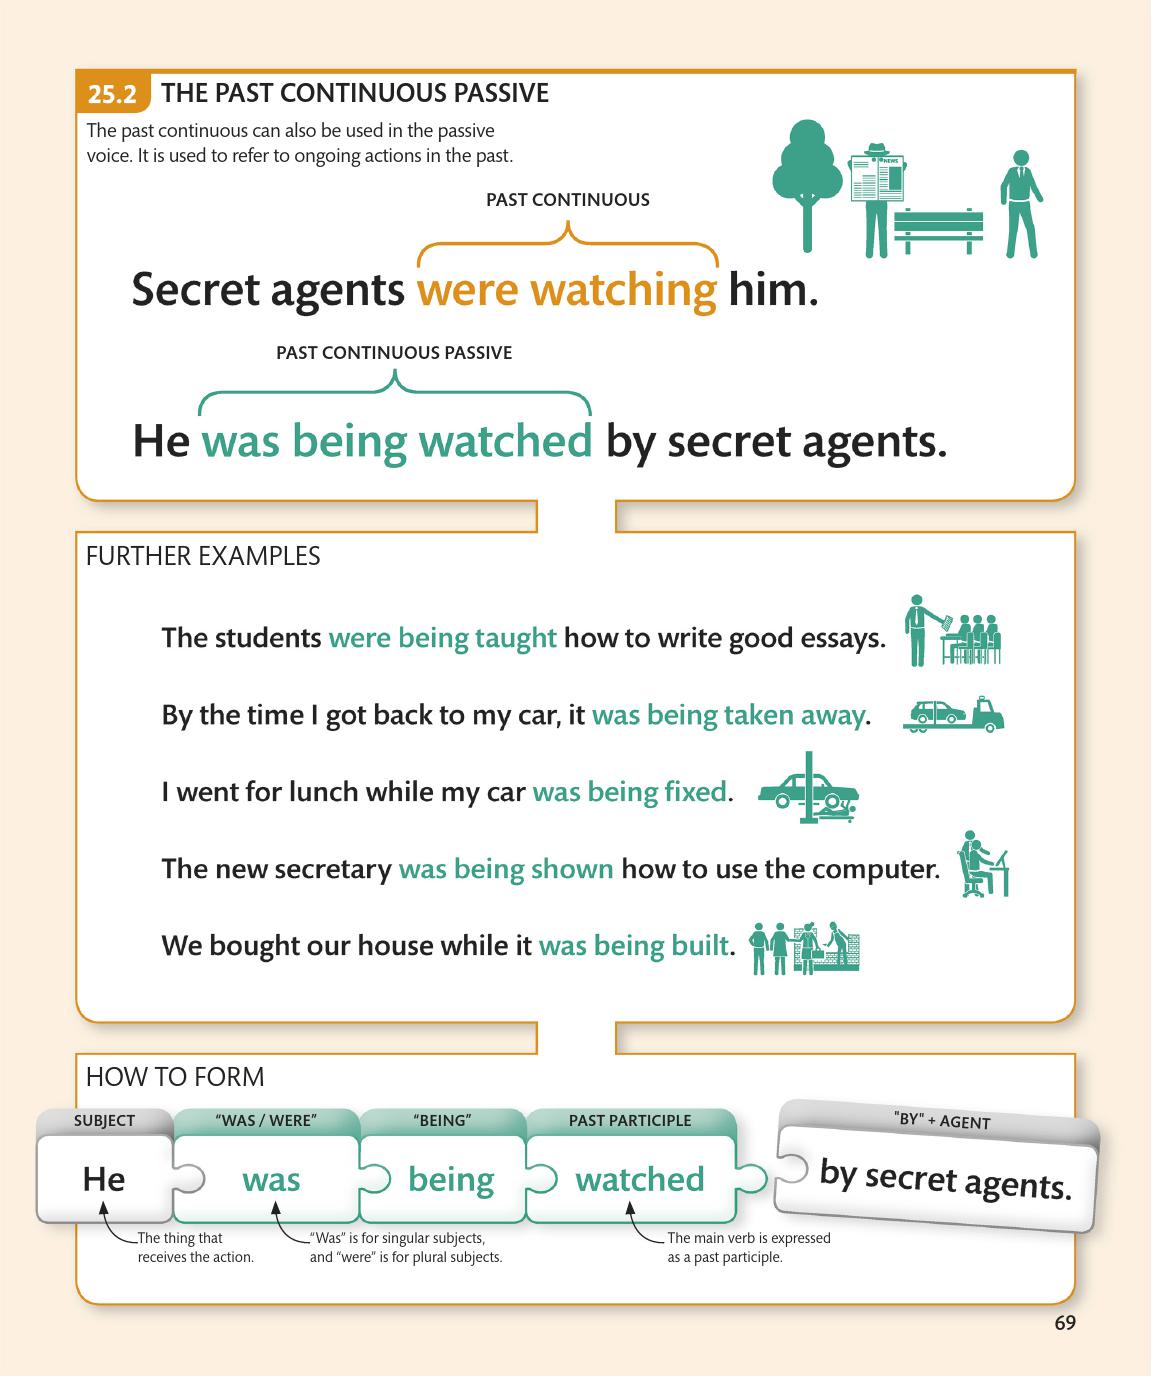 25.2 THE PAST CONTINUOUS PASSIVE
The past continuous can also be used in the passive
voice. It is used to refer to ongoing actions in the past.
NEWS
PAST CONTINUOUS
Secret agents were watching him.
PAST CONTINUOUS PASSIVE
He was being watched by secret agents.
FURTHER EXAMPLES
The students were being taught how to write good essays.
By the time I got back to my car, it was being taken away.
I went for lunch while my car was being fixed.
The new secretary was being shown how to use the computer.
We bought our house while it was being built.
HOW TO FORM
SUBJECT
"WAS / WERE"
"BEING"
PAST PARTICIPLE
"BY" + AGENT
He
was
being
watched
by secret agents.
The thing that
receives the action.
"Was" is for singular subjects,
and "were" is for plural subjects.
The main verb is expressed
as a past participle.
69